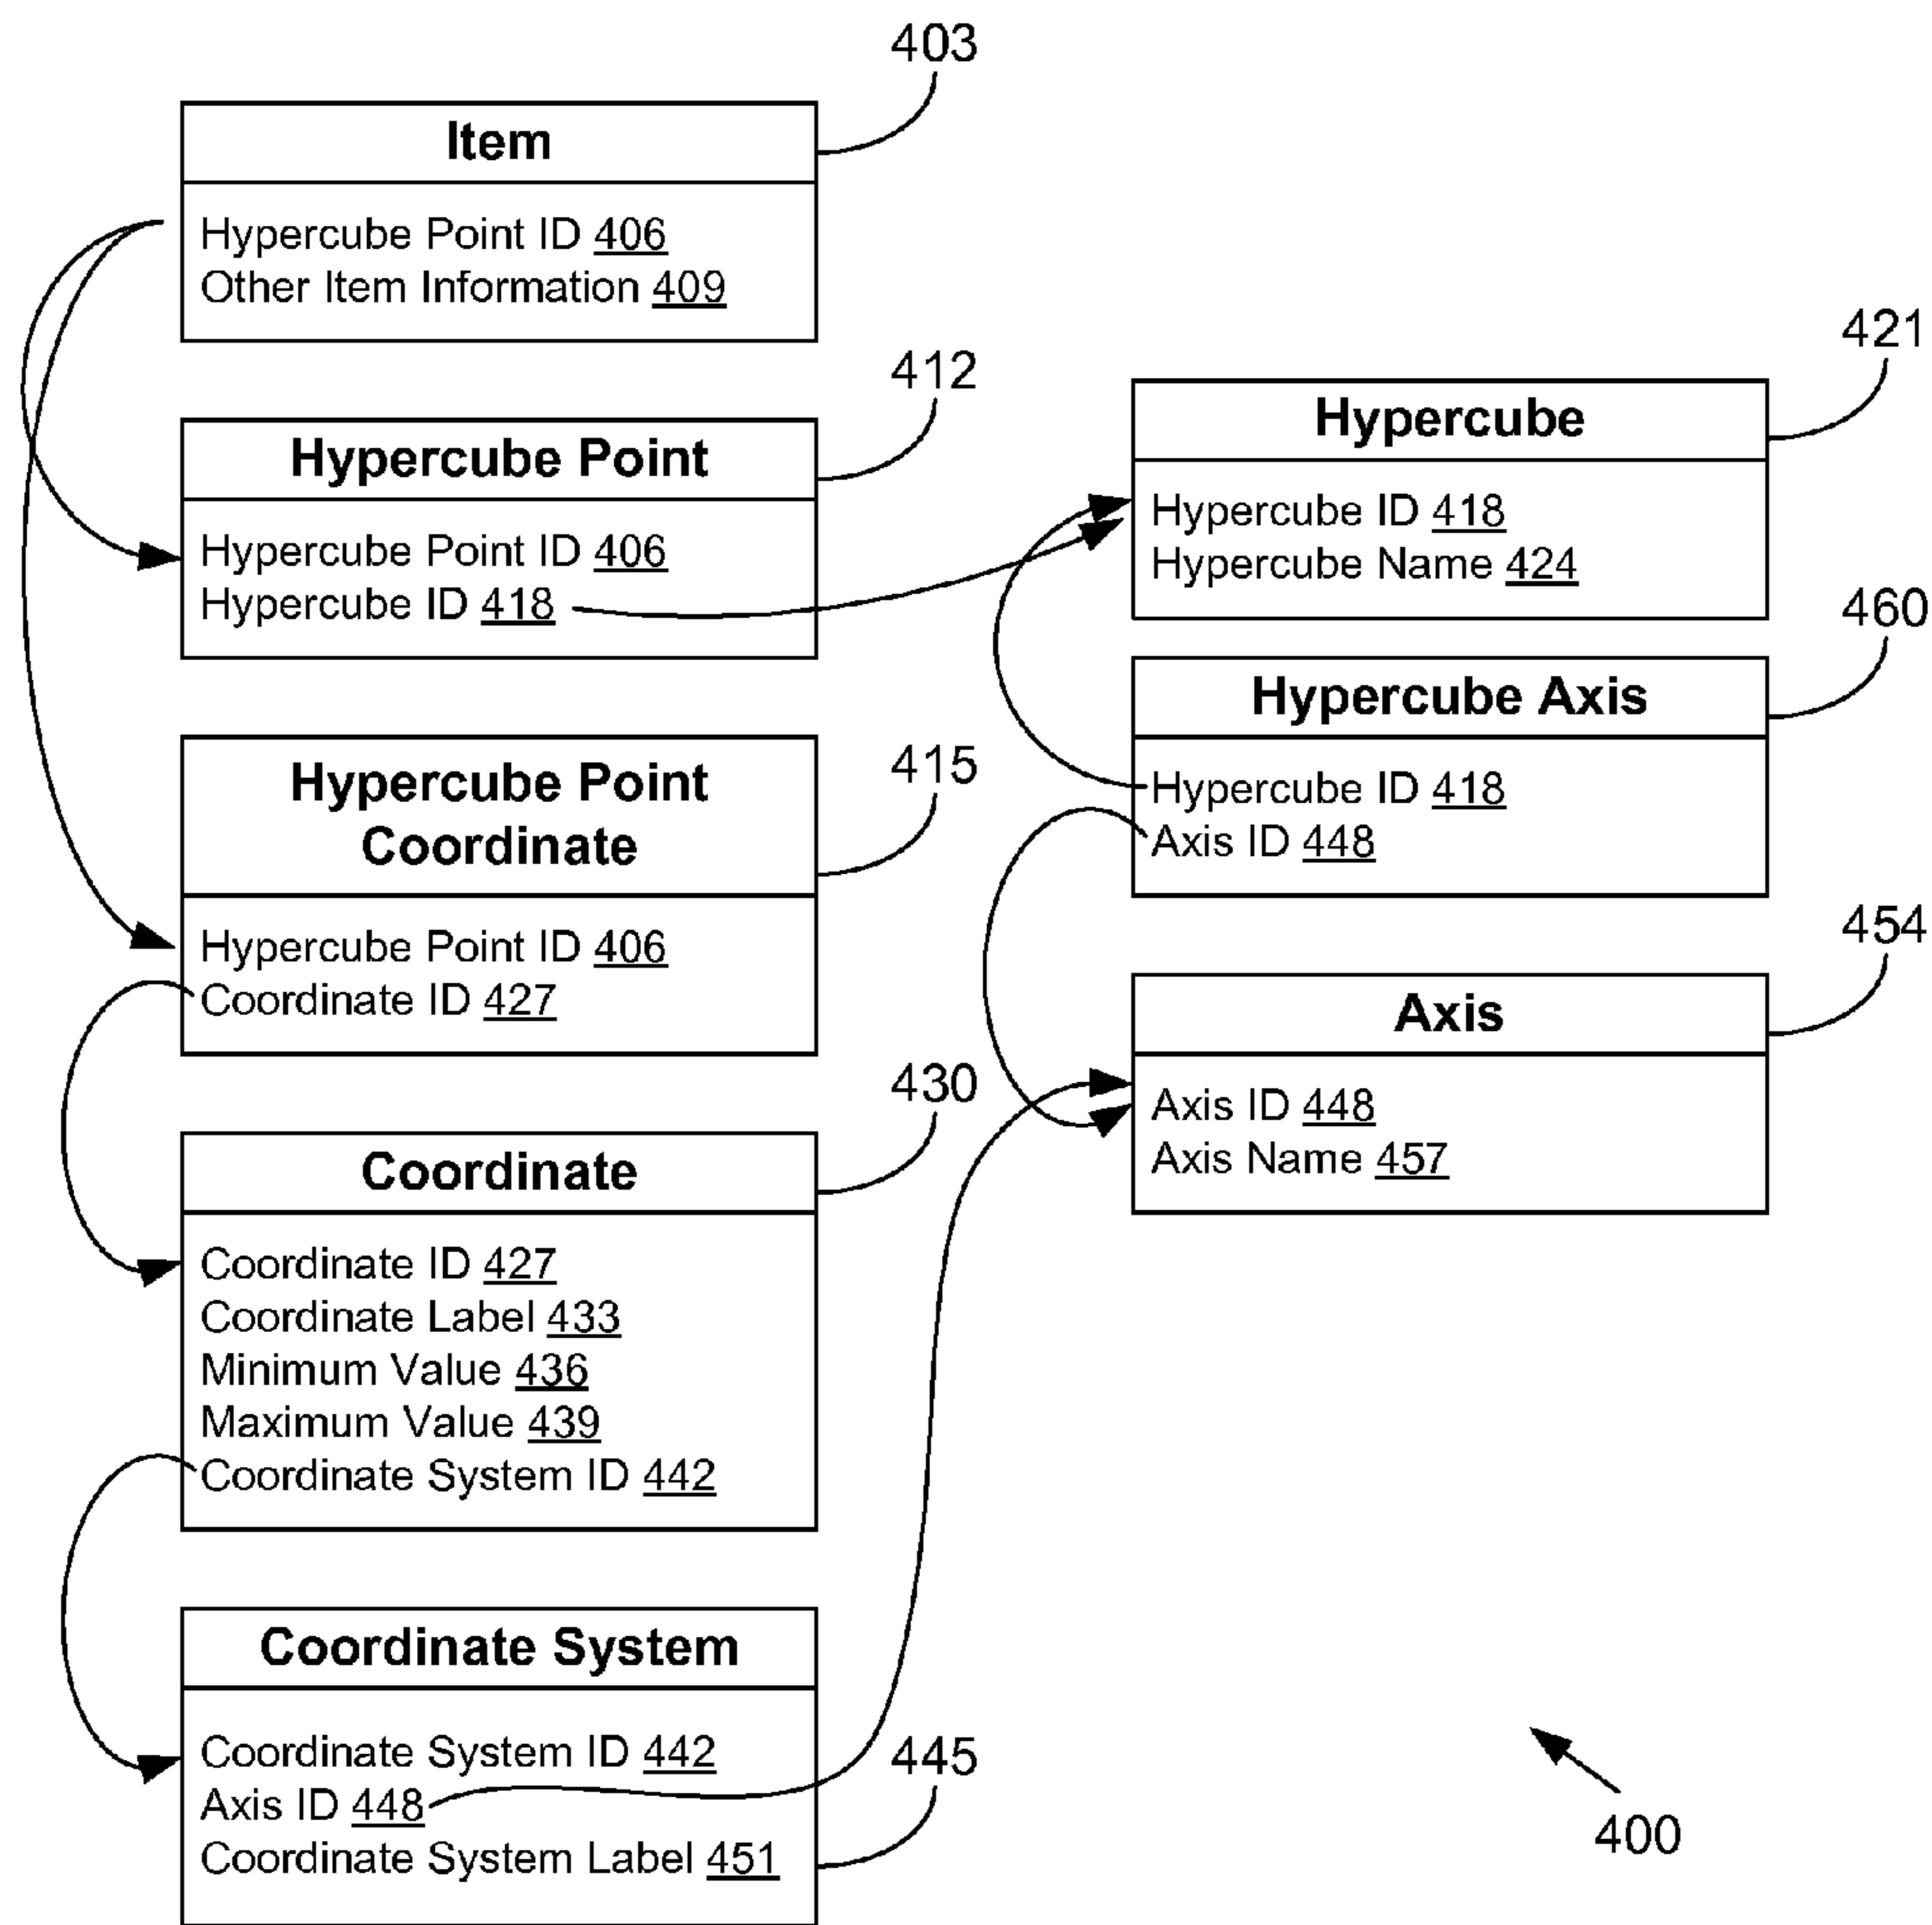 403
Item
Hypercube Point ID 406
Other Item Information 409
412
Hypercube Point
Hypercube Point ID 406
Hypercube ID 418
415
Hypercube Point
Coordinate
Hypercube Point ID 406
Coordinate ID 427
430
Coordinate
Coordinate ID 427
Coordinate Label 433
Minimum Value 436
Maximum Value 439
Coordinate System ID 442
Coordinate System
Coordinate System ID 442
Axis ID 448
Coordinate System Label 451
445
421
Hypercube
Hypercube ID 418
Hypercube Name 424
460
Hypercube Axis
Hypercube ID 418
Axis ID 448
454
Axis
Axis ID 448
Axis Name 457
400